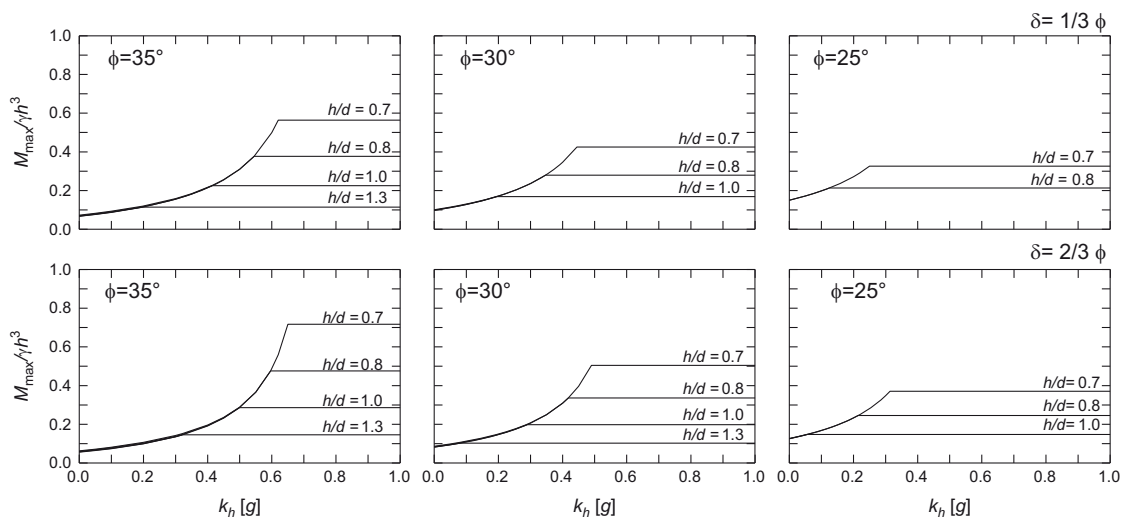 δ= 1/3 ϕ
1.0
0.8
0.6
0.4
0.2
0.0
M_max/γh³
ϕ=35°
h/d = 0.7
h/d = 0.8
h/d = 1.0
h/d = 1.3
ϕ=30°
h/d = 0.7
h/d = 0.8
h/d = 1.0
ϕ=25°
h/d = 0.7
h/d = 0.8
δ= 2/3 ϕ
1.0
0.8
0.6
0.4
0.2
0.0
M_max/γh³
ϕ=35°
h/d = 0.7
h/d = 0.8
h/d = 1.0
h/d = 1.3
ϕ=30°
h/d = 0.7
h/d = 0.8
h/d = 1.0
h/d = 1.3
ϕ=25°
h/d= 0.7
h/d= 0.8
h/d= 1.0
0.0 0.2 0.4 0.6 0.8 1.0
0.0 0.2 0.4 0.6 0.8 1.0
0.0 0.2 0.4 0.6 0.8 1.0
k_h [g]
k_h [g]
k_h [g]